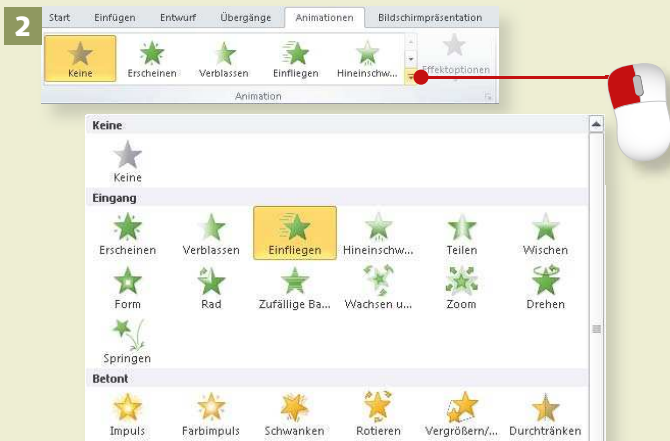 2
Start Einfügen Entwurf Übergänge Animationen Bildschirmpräsentation
Keine Erscheinen Verblassen Einfliegen Hineinschw... Effektoptionen
Animation
Keine
Keine
Eingang
Erscheinen Verblassen Einfliegen Hineinschw... Teilen Wischen
Form Rad Zufällige Ba... Wachsen u... Zoom Drehen
Springen
Betont
Impuls Farbimpuls Schwanken Rotieren Vergrößern/... Durchtränken